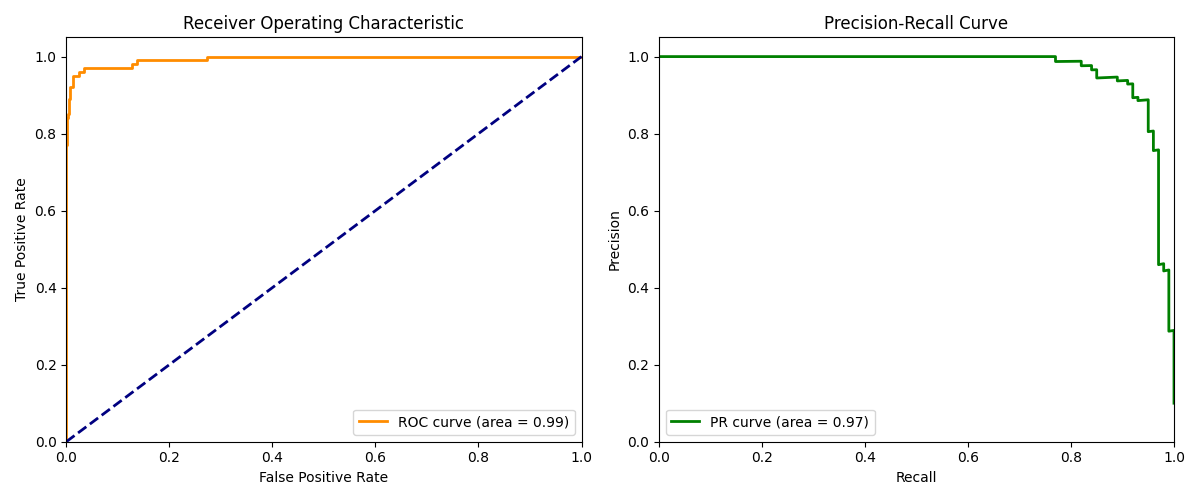 Receiver Operating Characteristic
1.0
0.8
0.6
0.4
0.2
0.0
True Positive Rate
0.0 0.2 0.4 0.6 0.8 1.0
False Positive Rate
ROC curve (area = 0.99)
Precision-Recall Curve
1.0
0.8
0.6
0.4
0.2
0.0
Precision
0.0 0.2 0.4 0.6 0.8 1.0
Recall
PR curve (area = 0.97)